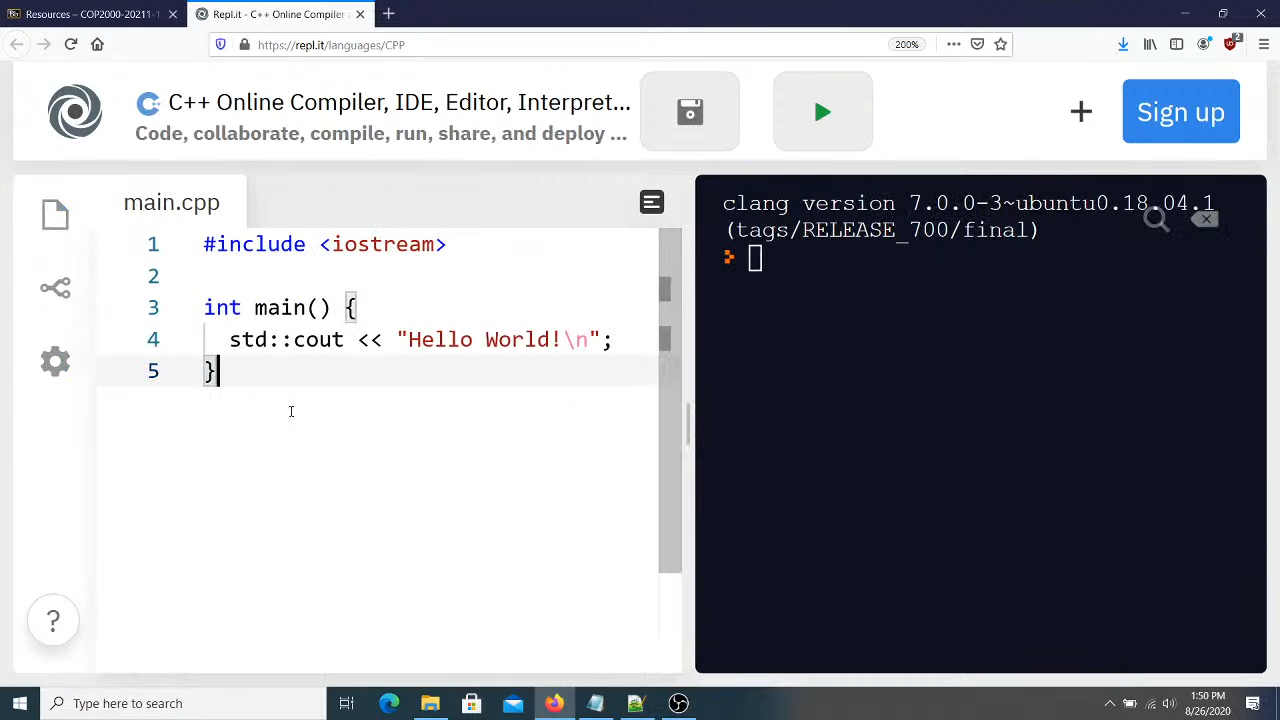 Resources – COP2000-20211-1
Repl.it - C++ Online Compiler a
https://repl.it/languages/CPP
200%
2
C++ Online Compiler, IDE, Editor, Interpret...
Code, collaborate, compile, run, share, and deploy ...
Sign up
main.cpp
1 #include <iostream>
2
3 int main() {
4 std::cout << "Hello World!\n";
5 }
clang version 7.0.0-3~ubuntu0.18.04.1
(tags/RELEASE_700/final)
?
Type here to search
1:50 PM
8/26/2020